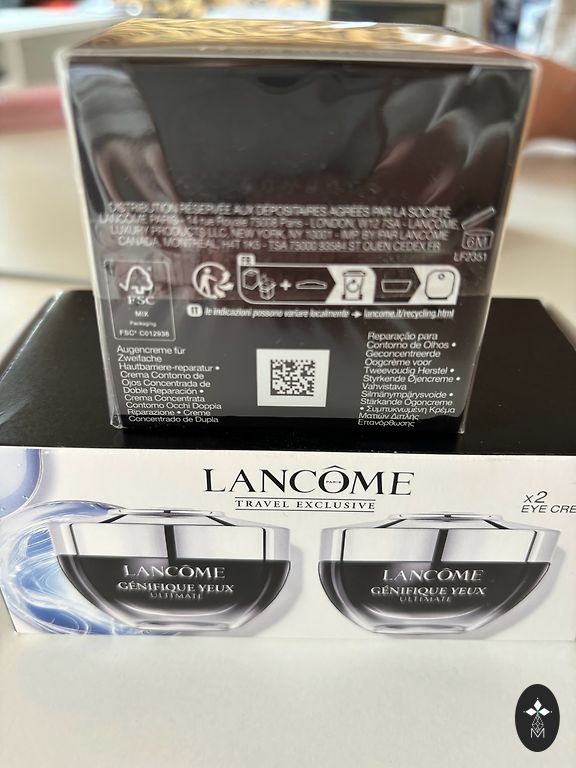 DISTRIBUTION RÉSERVÉE AUX DÉPOSITAIRES AGRÉÉS PAR LA SOCIÉTÉ
LANCÔME PARIS - 14 rue Royale 75008 Paris - LONDON, W12 7SA - LANCÔME,
LUXURY PRODUCTS LLC, NEW YORK, NY 10001 - BY PAR LANCÔME
CANADA, MONTREAL, H4T 1K5 - TSA 75000 93584 ST OUEN CEDEX FR
6M
LF2351
FR
FSC
MIX
Packaging
FSC® C012938
IT le indicazioni possono variare localmente → lancome.it/recycling.html
Augencreme für
Zweifache
Hautbarriere-reparatur •
Crema Contorno de
Ojos Concentrada de
Doble Reparación •
Crema Concentrata
Contorno Occhi Doppia
Riparazione • Creme
Concentrado de Dupla
Reparação para
Contorno de Olhos •
Geconcentreerde
Oogcrème voor
Tweevoudig Herstel •
Styrkende Øjencreme •
Vahvistava
Silmänympärysvoide •
Stärkande Ögoncreme
• Συμπυκνωμένη Κρέμα
Ματιών Διπλής
Επανόρθωσης
LANCÔME
PARIS
TRAVEL EXCLUSIVE
x2
EYE CRE
LANCÔME
GÉNIFIQUE YEUX
ULTIMATE
LANCÔME
GÉNIFIQUE YEUX
ULTIMATE
M